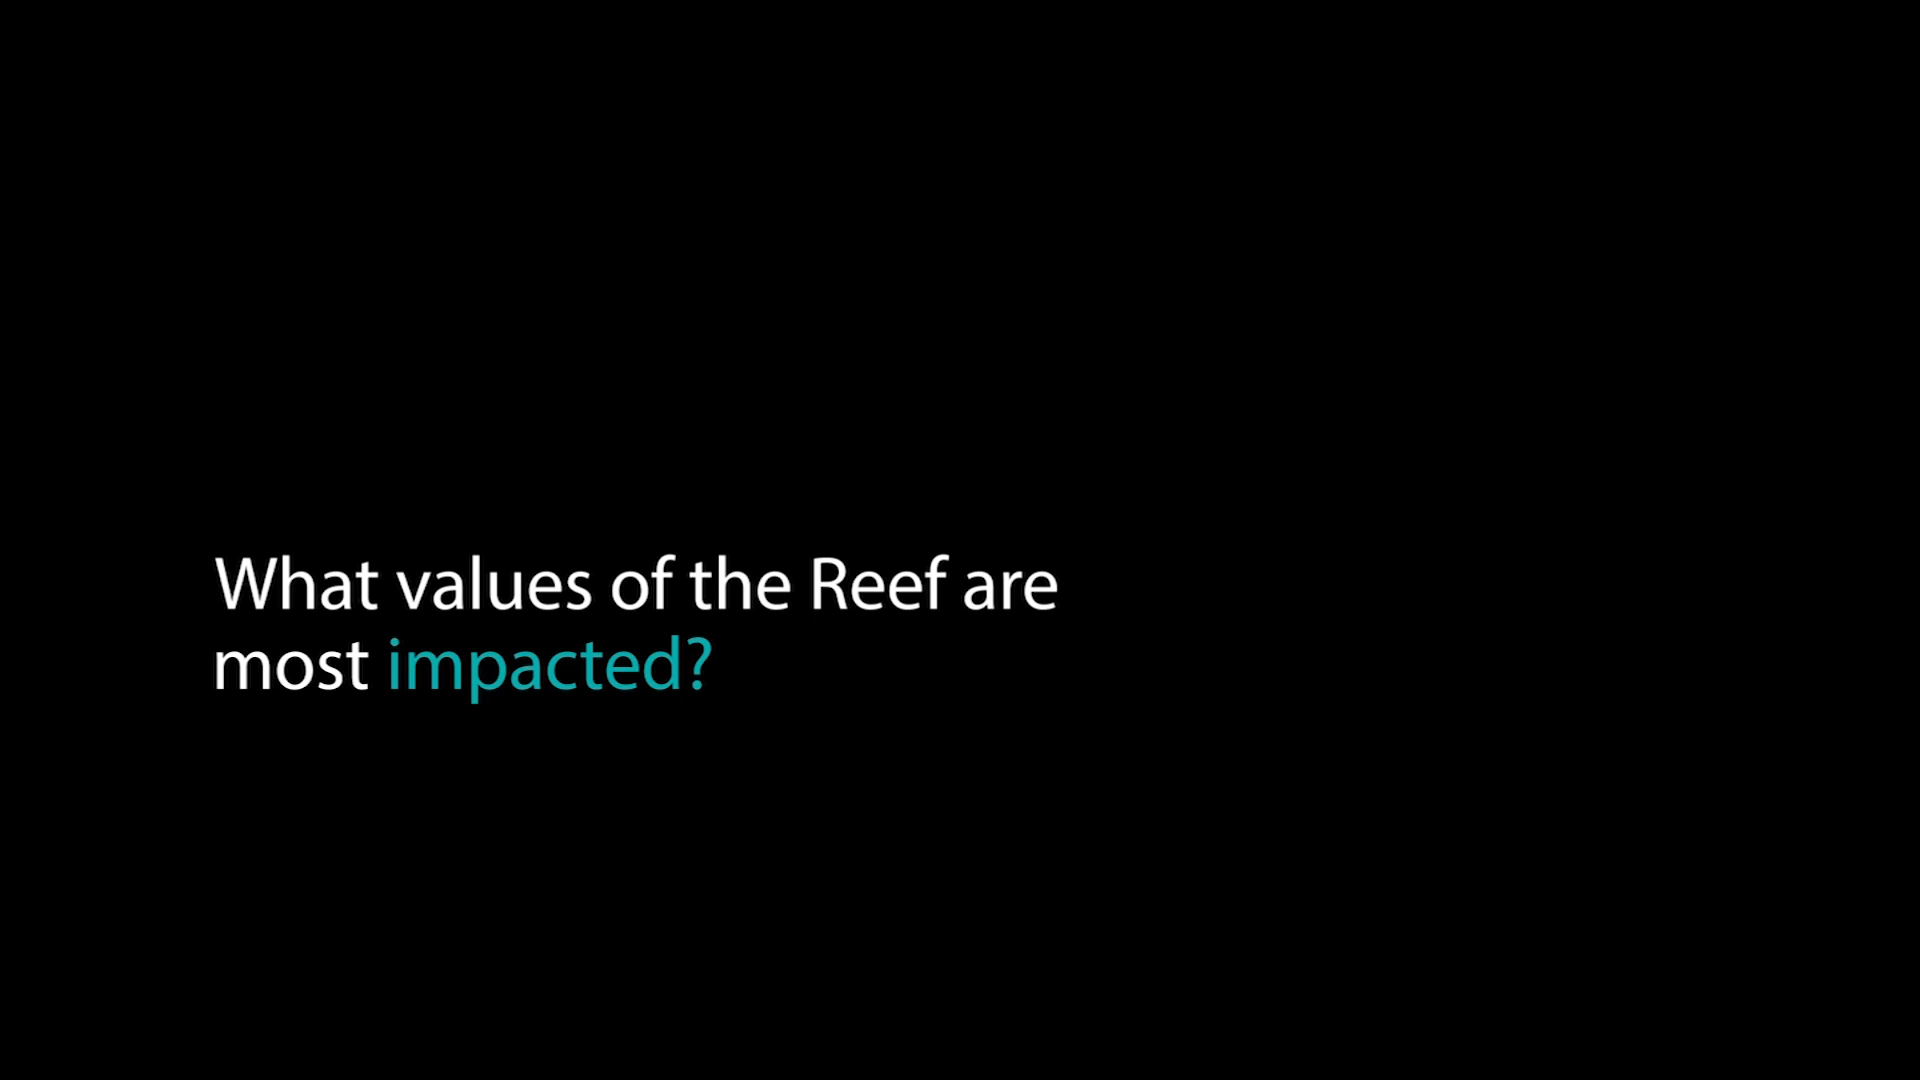 What values of the Reef are
most impacted?